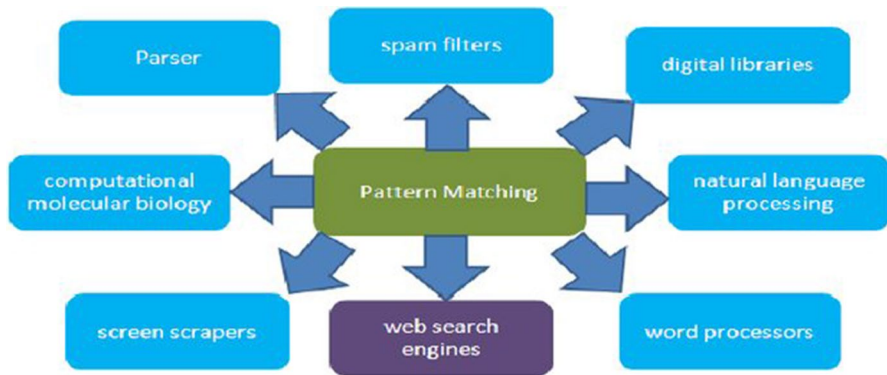 Parser
spam filters
digital libraries
computational
molecular biology
Pattern Matching
natural language
processing
screen scrapers
web search
engines
word processors